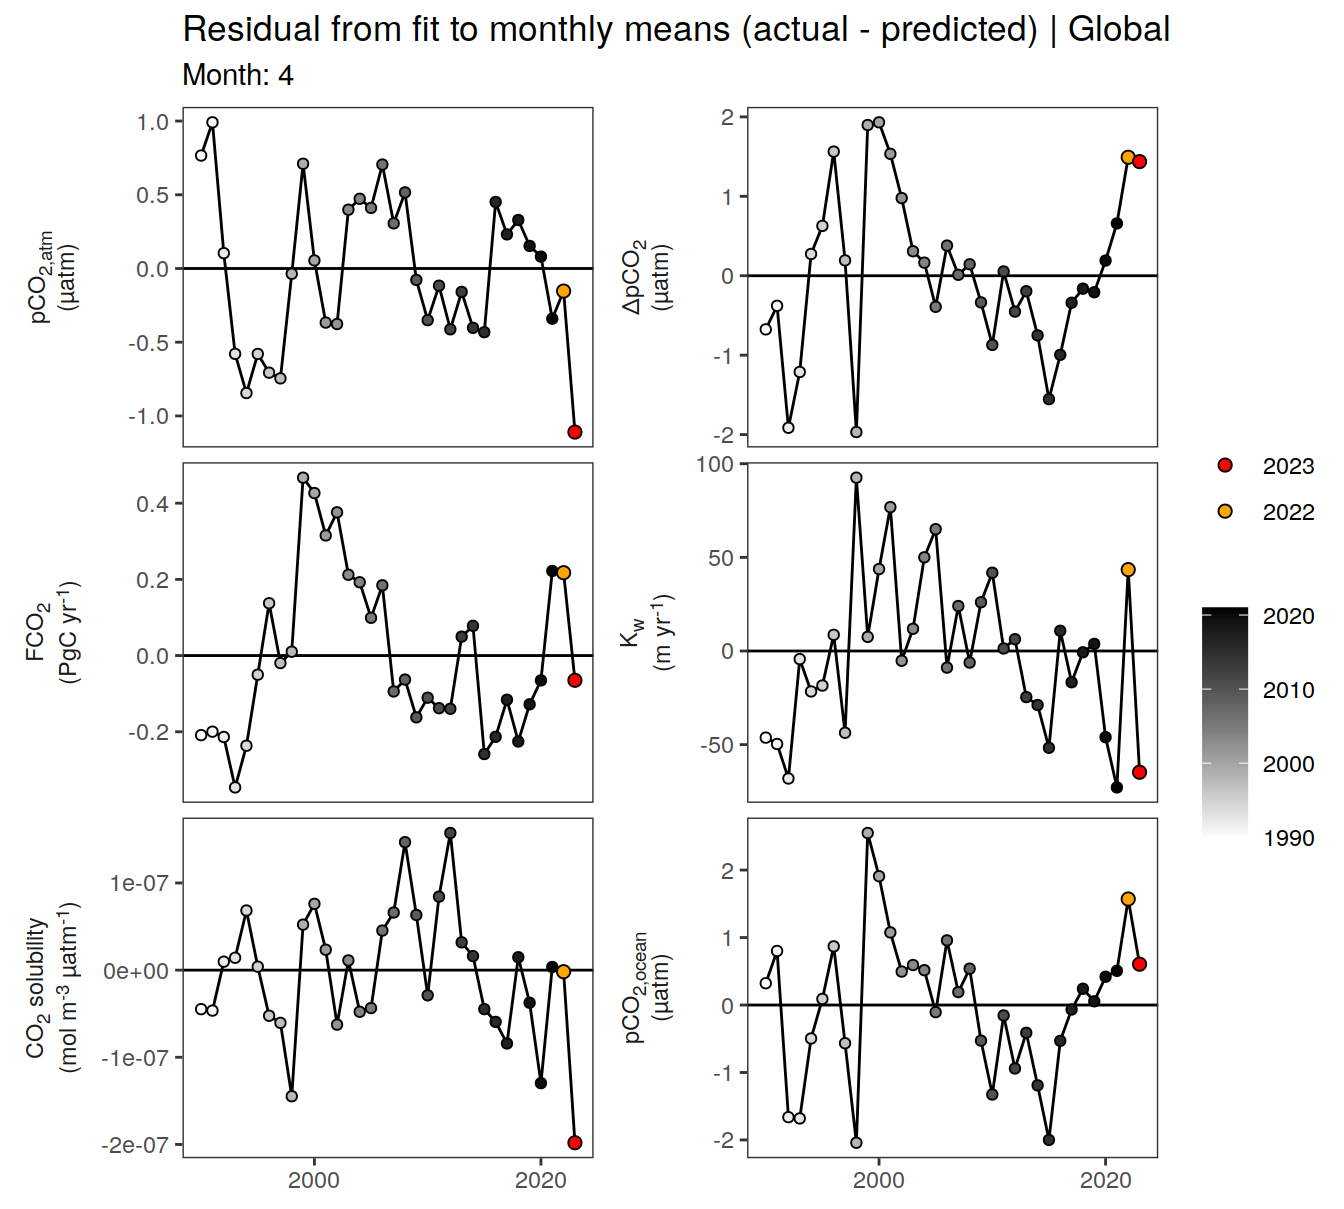 Residual from fit to monthly means (actual - predicted) | Global
Month: 4
pCO2,atm
(µatm)
1.0
0.5
0.0
-0.5
-1.0
ΔpCO2
(µatm)
2
1
0
-1
-2
FCO2
(PgC yr-1)
0.4
0.2
0.0
-0.2
Kw
(m yr-1)
100
50
0
-50
CO2 solubility
(mol m-3 µatm-1)
1e-07
0e+00
-1e-07
-2e-07
2000
2020
pCO2,ocean
(µatm)
2
1
0
-1
-2
2000
2020
2023
2022
2020
2010
2000
1990